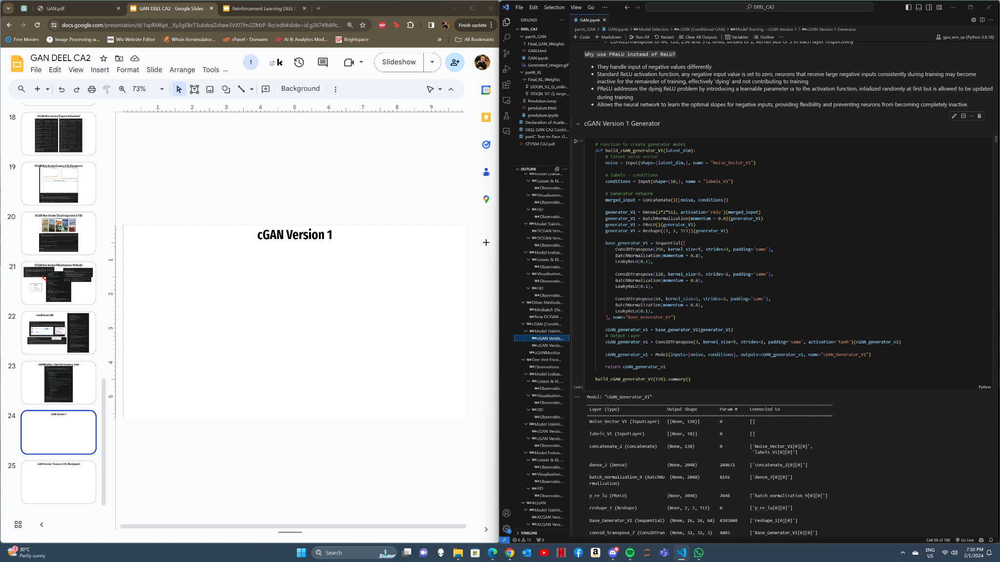 GAN.pdf
GAN DEEL CA2 - Google Slides
Reinforcement Learning DEEL C
docs.google.com/presentation/d/1xpRM6pt__Xy3gEBx73ukdeaZxhaw3VJ07fm2ZMzP-Bo/edit#slide=id.g2674fb89c...
Finish update
Free Movies
Image Processing w...
Wix Website Editor
Whois firesimulator...
cPanel - Domains
AI & Analytics Mod...
Brightspace
All Bookmarks
GAN DEEL CA2
1
Slideshow
File Edit View Insert Format Slide Arrange Tools ...
73%
Background
1 2 3 4 5 6 7 8 9
18
DCGAN New Version (Improved Baseline)
19
DCGAN New Version (Losses & KL Divergence)
20
DCGAN New Version (Visual Inspection & FID)
21
DCGAN New Version (Miscellaneous Methods)
22
Conditional GAN
23
cGANMonitor + One Hot Encode y_train
24
cGAN Version 1
25
cGAN Version 1 (Losses & KL Divergence)
cGAN Version 1
1
2
3
4
5
File Edit Selection View Go ...
DEEL_CA2
EXPLORER
DEEL_CA2
partA_GAN
Final_GAN_Weights
GAN.html
GAN.ipynb
Generated_Images.gif
partB_RL
Final_RL_Weights
DDQN_V2_Q_onlin...
DDQN_V2_Q_targe...
Pendulum.bmp
pendulum.html
pendulum.ipynb
Declaration of Acade...
DEEL GAN CA2 Contri...
partC_Text-to-Face_G...
ST1504 CA2.pdf
OUTLINE
Model Evalua...
Losses & KL ...
Observatio...
Visualisation...
Observatio...
FID
Observatio...
Model Trainin...
DCGAN Vers...
DCGAN Vers...
Observatio...
Model Evalua...
Losses & KL ...
Observatio...
Visualisation...
Observatio...
FID
Observatio...
Other Methods...
Minibatch Dis...
New DCGAN ...
cGAN (Conditi...
Model Trainin...
cGAN Versio...
cGAN Versio...
cGANMonitor
One-Hot Enco...
Observations
Model Evalua...
Losses & KL ...
Observatio...
Visualisation...
Observatio...
FID
Observatio...
Model Trainin...
cGAN Versio...
cGAN Versio...
Observatio...
Model Evalua...
Losses & KL ...
Observatio...
Visualisation...
Observatio...
FID
Observatio...
ACGAN
Model Trainin...
ACGAN Vers...
ACGAN Vers...
TIMELINE
GAN.ipynb
partA_GAN > GAN.ipynb > Model Selection > cGAN (Conditional GAN) > Model Training - cGAN Version 1 > cGAN Version 1 Generator
+ Code + Markdown Run All Restart Clear All Outputs Variables Outline ...
gpu_env_sp (Python 3.8.18)
Conv2DTranspose of 64, 128, 256 and 512 units, strides of 2, kernel size of 5 in each layer respectively
Why use PReLU instead of ReLU?
They handle input of negative values differently
Standard ReLU activation function, any negative input value is set to zero, neurons that receive large negative inputs consistently during training may become
inactive for the remainder of training, effectively 'dying' and not contributing to training
PReLU addresses the dying ReLU problem by introducing a learnable parameter α to the activation function, intialized randomly at first but is allowed to be updated
during training
Allows the neural network to learn the optimal slopes for negative inputs, providing flexibility and preventing neurons from becoming completely inactive.
cGAN Version 1 Generator
# Function to create generator model
def build_cGAN_generator_V1(latent_dim):
# latent noise vector
noise = Input(shape=(latent_dim,), name = "Noise_Vector_V1")
# labels - conditions
conditions = Input(shape=(10,), name = "labels_V1")
# Generator network
merged_input = Concatenate()([noise, conditions])
generator_V1 = Dense(2*2*512, activation='relu')(merged_input)
generator_V1 = BatchNormalization(momentum = 0.8)(generator_V1)
generator_V1 = PReLU()(generator_V1)
generator_V1 = Reshape((2, 2, 512))(generator_V1)
base_generator_V1 = Sequential([
Conv2DTranspose(256, kernel_size=5, strides=2, padding='same'),
BatchNormalization(momentum = 0.8),
LeakyReLU(0.1),
Conv2DTranspose(128, kernel_size=5, strides=2, padding='same'),
BatchNormalization(momentum = 0.8),
LeakyReLU(0.1),
Conv2DTranspose(64, kernel_size=5, strides=2, padding='same'),
BatchNormalization(momentum = 0.8),
LeakyReLU(0.1),
], name="Base_Generator_V1")
cGAN_generator_v1 = base_generator_V1(generator_V1)
# Output Layer
cGAN_generator_v1 = Conv2DTranspose(3, kernel_size=5, strides=2, padding='same', activation='tanh')(cGAN_generator_v1)
cGAN_generator_v1 = Model(inputs=[noise, conditions], outputs=cGAN_generator_v1, name="cGAN_Generator_V1")
return cGAN_generator_v1
build_cGAN_generator_V1(128).summary()
[145]
Python
Model: "cGAN_Generator_V1"
Layer (type) Output Shape Param # Connected to
Noise_Vector_V1 (InputLayer) [(None, 128)] 0 []
labels_V1 (InputLayer) [(None, 10)] 0 []
concatenate_2 (Concatenate) (None, 138) 0 ['Noise_Vector_V1[0][0]',
'labels_V1[0][0]']
dense_3 (Dense) (None, 2048) 284672 ['concatenate_2[0][0]']
batch_normalization_9 (BatchNo (None, 2048) 8192 ['dense_3[0][0]']
rmalization)
p_re_lu (PReLU) (None, 2048) 2048 ['batch_normalization_9[0][0]']
reshape_1 (Reshape) (None, 2, 2, 512) 0 ['p_re_lu[0][0]']
Base_Generator_V1 (Sequential) (None, 16, 16, 64) 4303040 ['reshape_1[0][0]']
conv2d_transpose_7 (Conv2DTran (None, 32, 32, 3) 4803 ['Base_Generator_V1[0][0]']
0 11 0
Cell 88 of 198
Go Live
30°C
Partly sunny
Search
ENG
US
7:50 PM
2/1/2024